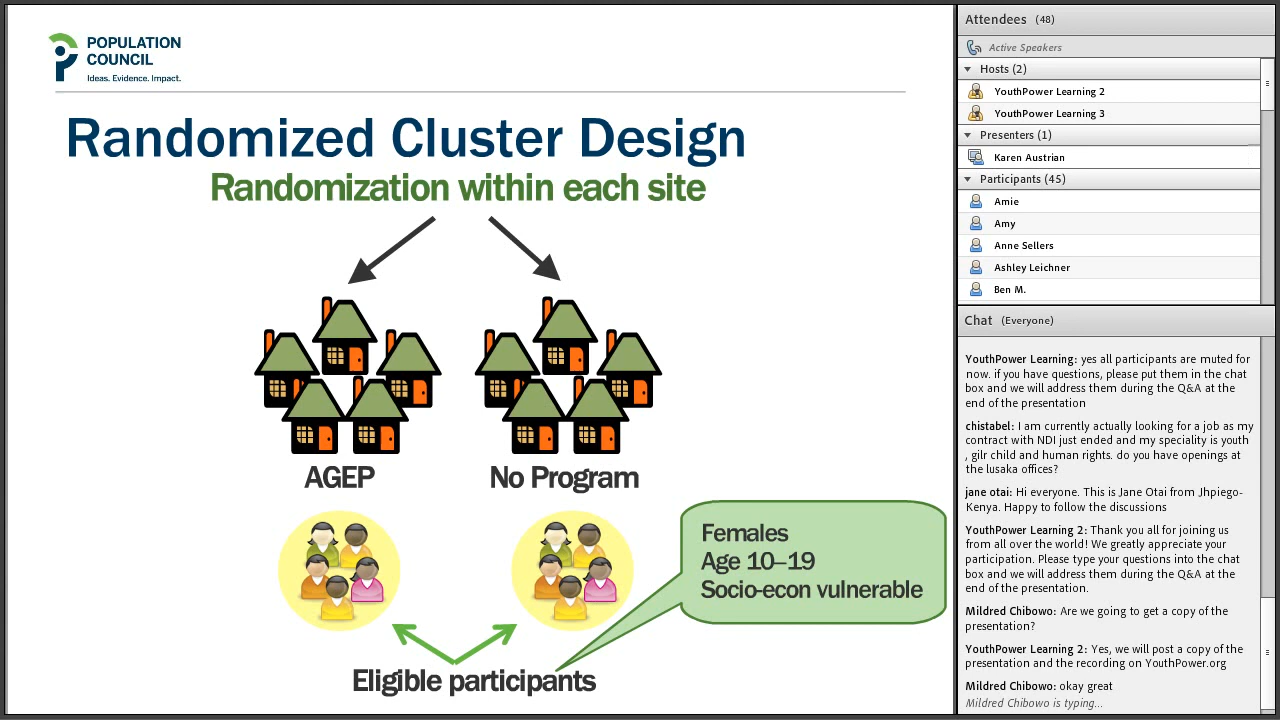 POPULATION
COUNCIL
Ideas. Evidence. Impact.
Randomized Cluster Design
Randomization within each site
AGEP
No Program
Females
Age 10–19
Socio-econ vulnerable
Eligible participants
Attendees (48)
Active Speakers
Hosts (2)
YouthPower Learning 2
YouthPower Learning 3
Presenters (1)
Karen Austrian
Participants (45)
Amie
Amy
Anne Sellers
Ashley Leichner
Ben M.
Chat (Everyone)
YouthPower Learning: yes all participants are muted for
now. if you have questions, please put them in the chat
box and we will address them during the Q&A at the
end of the presentation
chistabel: I am currently actually looking for a job as my
contract with NDI just ended and my speciality is youth
, gilr child and human rights. do you have openings at
the lusaka offices?
jane otai: Hi everyone. This is Jane Otai from Jhpiego-
Kenya. Happy to follow the discussions
YouthPower Learning 2: Thank you all for joining us
from all over the world! We greatly appreciate your
participation. Please type your questions into the chat
box and we will address them during the Q&A at the
end of the presentation.
Mildred Chibowo: Are we going to get a copy of the
presentation?
YouthPower Learning 2: Yes, we will post a copy of the
presentation and the recoding on YouthPower.org
Mildred Chibowo: okay great
Mildred Chibowo is typing...